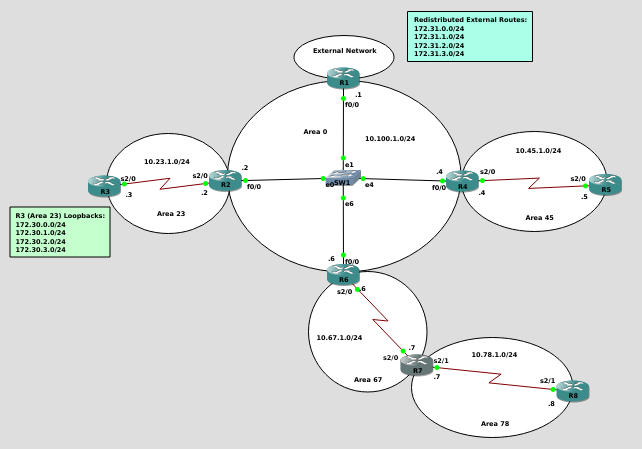 Redistributed External Routes:
172.31.0.0/24
172.31.1.0/24
172.31.2.0/24
172.31.3.0/24
External Network
R1
.1
f0/0
Area 0
10.100.1.0/24
e1
SW1
e0
e4
e6
10.23.1.0/24
R3
s2/0
.3
s2/0
.2
Area 23
R2
.2
f0/0
R3 (Area 23) Loopbacks:
172.30.0.0/24
172.30.1.0/24
172.30.2.0/24
172.30.3.0/24
10.45.1.0/24
.4
f0/0
R4
s2/0
.4
s2/0
.5
R5
Area 45
.6
f0/0
R6
s2/0
.6
10.67.1.0/24
.7
s2/0
Area 67
R7
s2/1
.7
10.78.1.0/24
s2/1
.8
R8
Area 78